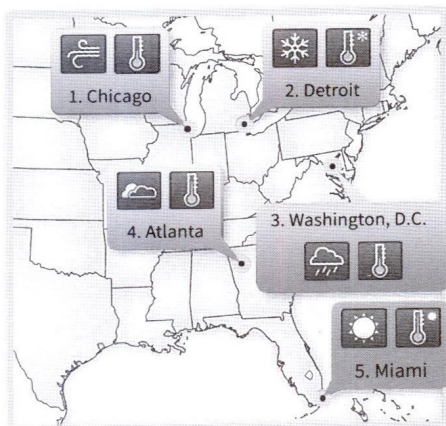 1. Chicago
2. Detroit
3. Washington, D.C.
4. Atlanta
5. Miami